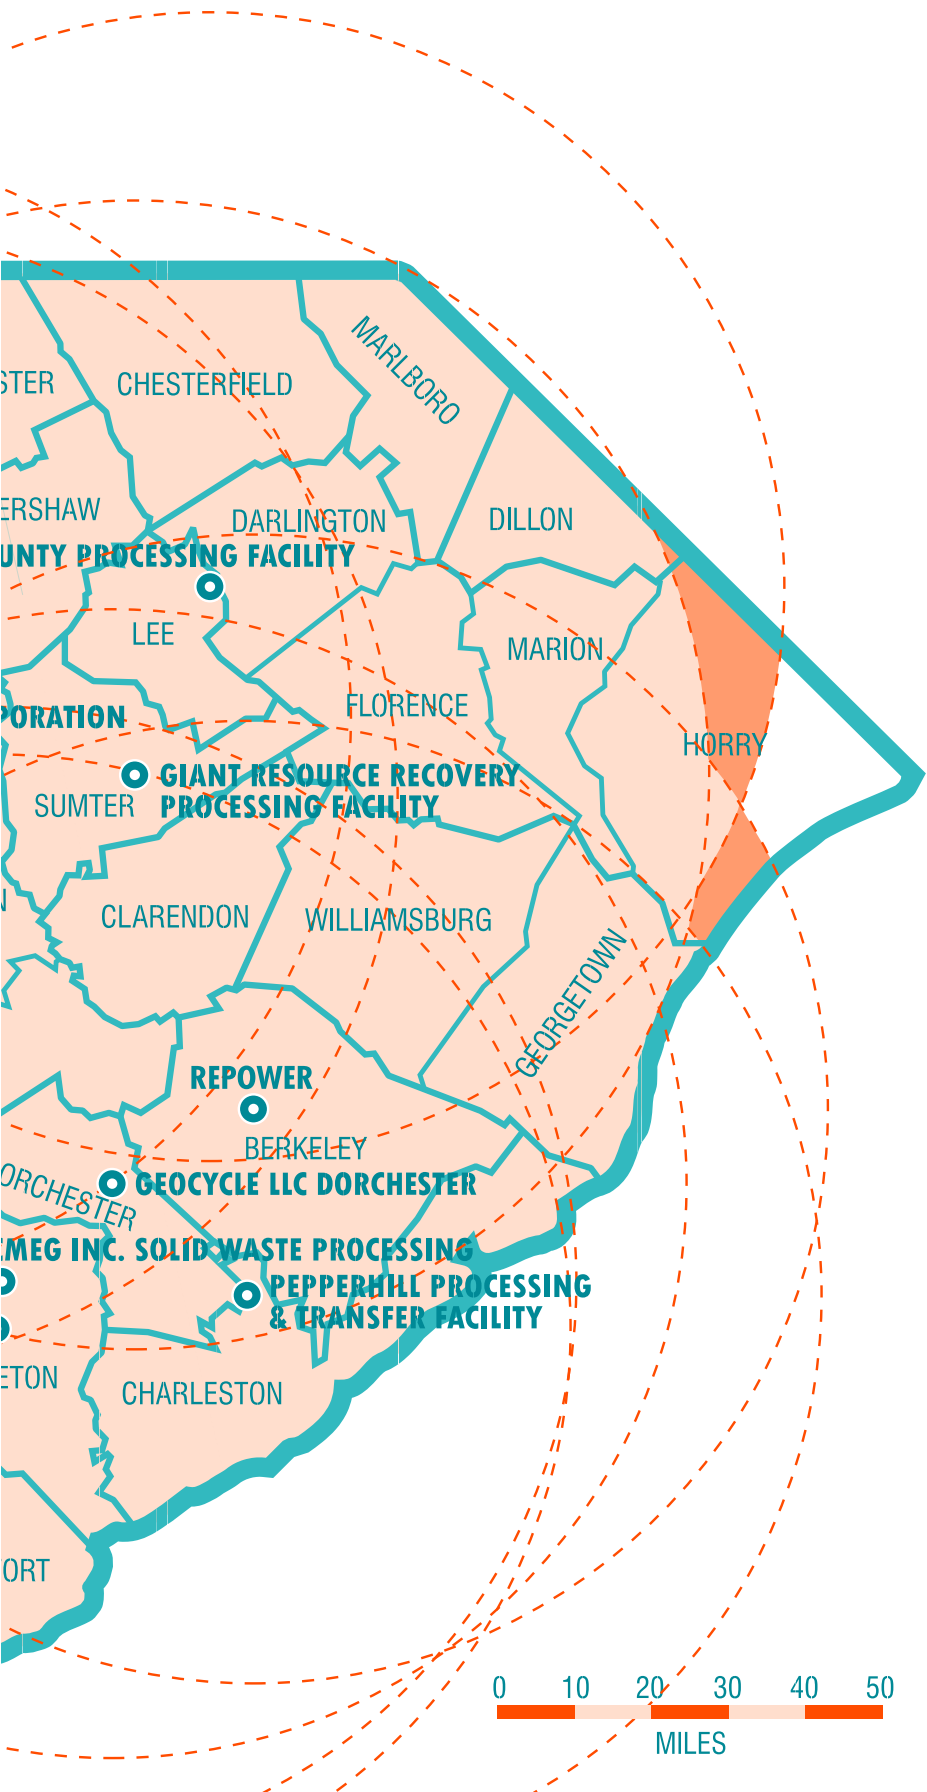 MARLBORO
STER
CHESTERFIELD
ERSHAW
DARLINGTON
DILLON
UNTY PROCESSING FACILITY
LEE
MARION
FLORENCE
PORATION
HORRY
GIANT RESOURCE RECOVERY
PROCESSING FACILITY
SUMTER
N
CLARENDON
WILLIAMSBURG
GEORGETOWN
REPOWER
BERKELEY
ORCHESTER
GEOCYCLE LLC DORCHESTER
EMEG INC. SOLID WASTE PROCESSING
PEPPERHILL PROCESSING
& TRANSFER FACILITY
ETON
CHARLESTON
ORT
0 10 20 30 40 50
MILES